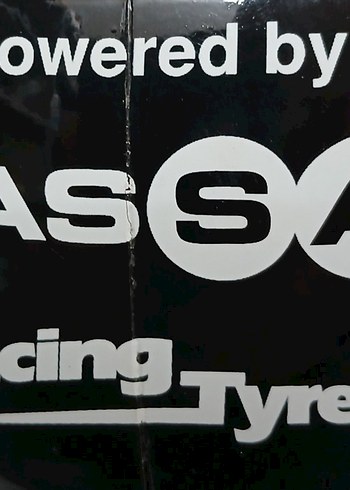 owered by
ASSA
cing
Tyre